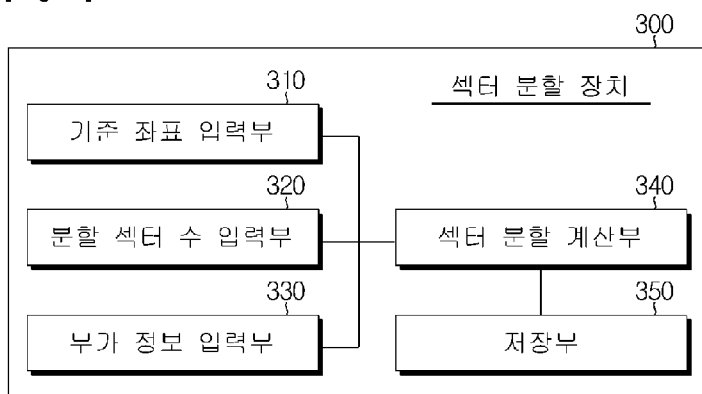 300
섹터 분할 장치
310
기준 좌표 입력부
320
분할 섹터 수 입력부
340
섹터 분할 계산부
330
부가 정보 입력부
350
저장부